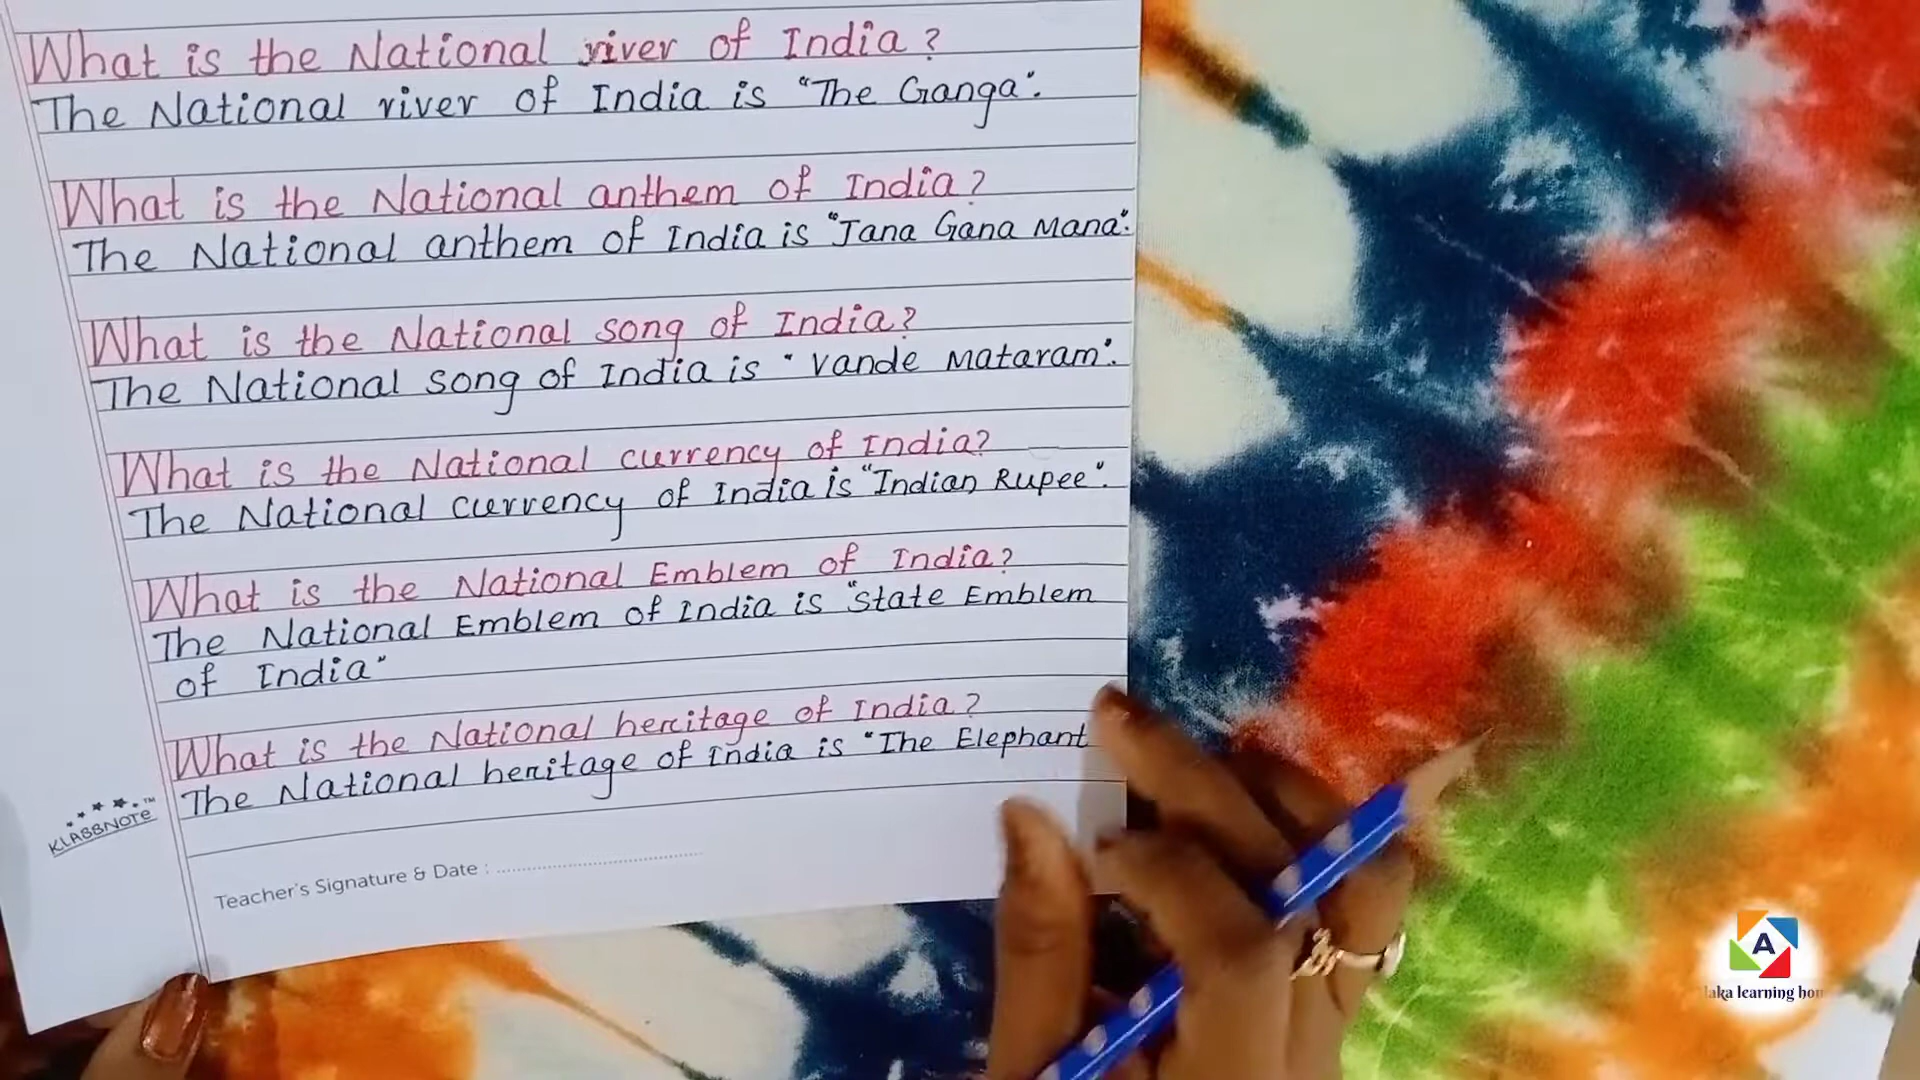 What is the National river of India?
The National river of India is "The Ganga".
What is the National anthem of India?
The National anthem of India is "Jana Gana Mana".
What is the National song of India?
The National song of India is "Vande Mataram".
What is the National currency of India?
The National currency of India is "Indian Rupee".
What is the National Emblem of India?
The National Emblem of India is "State Emblem
of India"
What is the National heritage of India?
The National heritage of India is "The Elephant
KLASSNOTE™
Teacher's Signature & Date : ........................................
A
laka learning hom